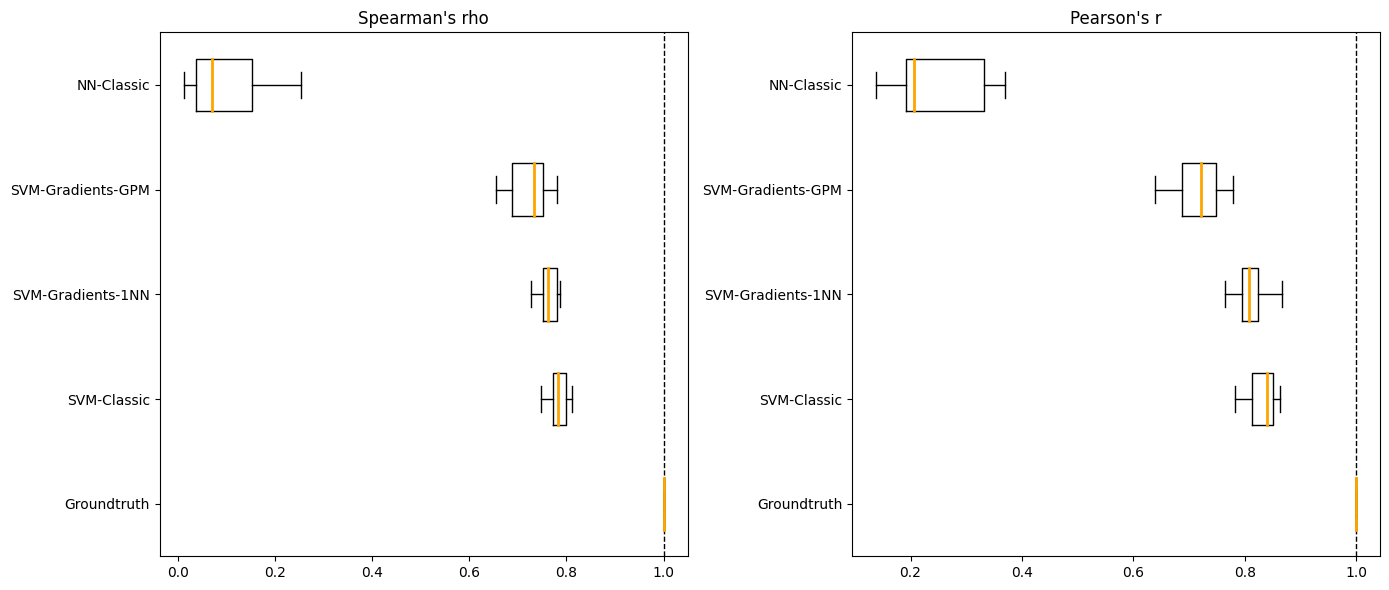 Spearman's rho
NN-Classic
SVM-Gradients-GPM
SVM-Gradients-1NN
SVM-Classic
Groundtruth
0.0 0.2 0.4 0.6 0.8 1.0
Pearson's r
NN-Classic
SVM-Gradients-GPM
SVM-Gradients-1NN
SVM-Classic
Groundtruth
0.2 0.4 0.6 0.8 1.0